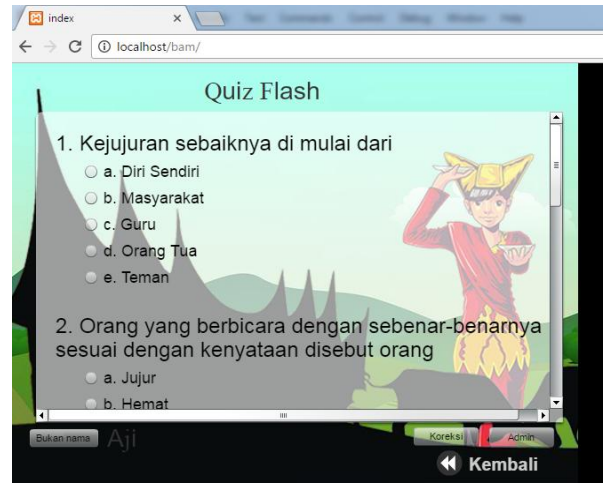 index
localhost/bam/
Quiz Flash
1. Kejujuran sebaiknya di mulai dari
a. Diri Sendiri
b. Masyarakat
c. Guru
d. Orang Tua
e. Teman
2. Orang yang berbicara dengan sebenar-benarnya
sesuai dengan kenyataan disebut orang
a. Jujur
b. Hemat
Bukan nama Aji Koreksi Admin
Kembali